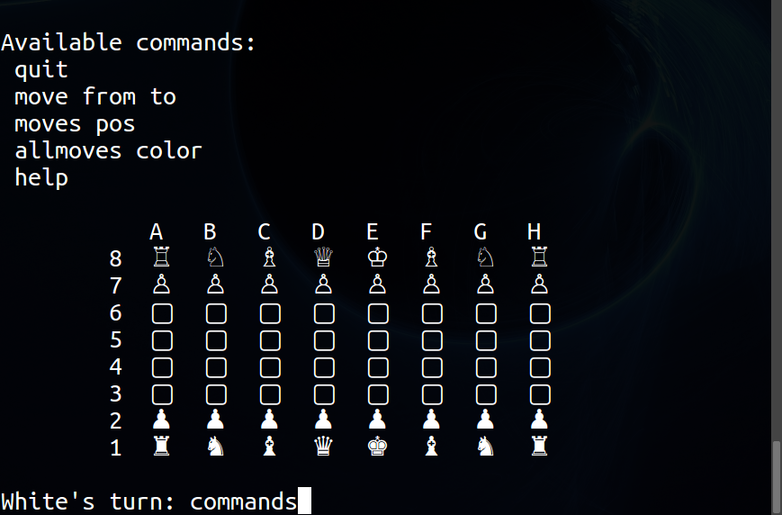 Available commands:
quit
move from to
moves pos
allmoves color
help
A B C D E F G H
8 ♖ ♘ ♗ ♕ ♔ ♗ ♘ ♖
7 ♙ ♙ ♙ ♙ ♙ ♙ ♙ ♙
6 ▢ ▢ ▢ ▢ ▢ ▢ ▢ ▢
5 ▢ ▢ ▢ ▢ ▢ ▢ ▢ ▢
4 ▢ ▢ ▢ ▢ ▢ ▢ ▢ ▢
3 ▢ ▢ ▢ ▢ ▢ ▢ ▢ ▢
2 ♟ ♟ ♟ ♟ ♟ ♟ ♟ ♟
1 ♜ ♞ ♝ ♛ ♚ ♝ ♞ ♜
White's turn: commands